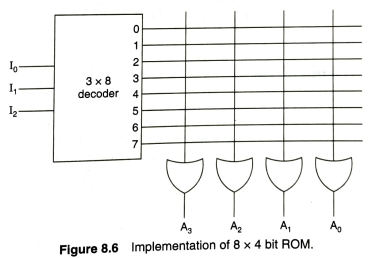 0
1
I₀
2
I₁
3 × 8
3
decoder
4
I₂
5
6
7
A₃ A₂ A₁ A₀
Figure 8.6 Implementation of 8 × 4 bit ROM.